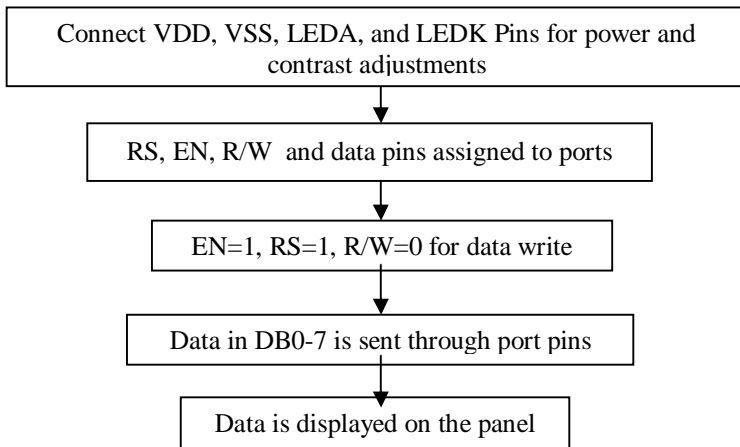 Connect VDD, VSS, LEDA, and LEDK Pins for power and
contrast adjustments
RS, EN, R/W and data pins assigned to ports
EN=1, RS=1, R/W=0 for data write
Data in DB0-7 is sent through port pins
Data is displayed on the panel